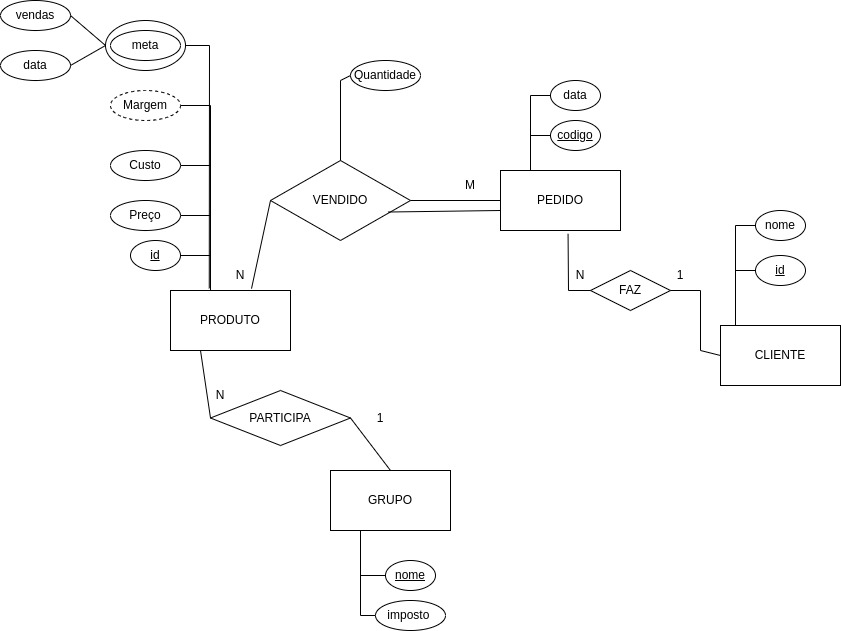 vendas
meta
data
Quantidade
Margem
data
codigo
Custo
M
VENDIDO
PEDIDO
Preço
nome
id
N
N
1
id
FAZ
PRODUTO
CLIENTE
N
PARTICIPA
1
GRUPO
nome
imposto